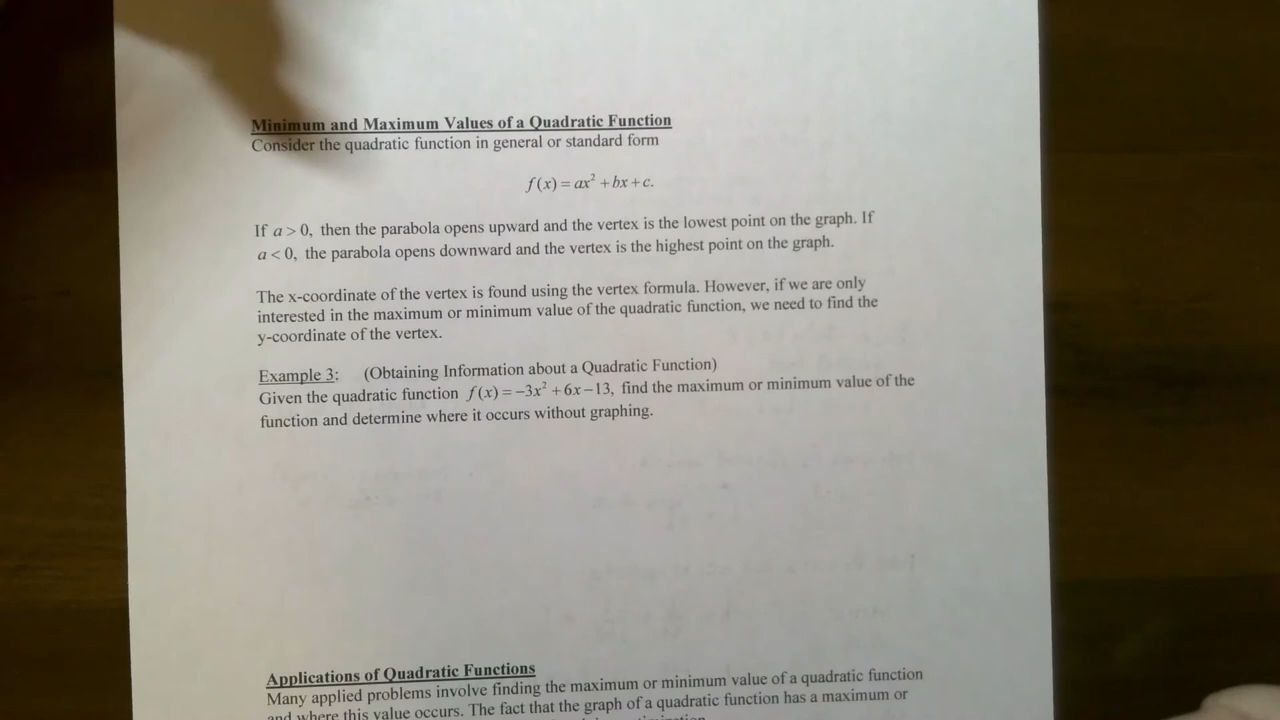 Minimum and Maximum Values of a Quadratic Function
Consider the quadratic function in general or standard form
f(x) = ax² + bx + c.
If a > 0, then the parabola opens upward and the vertex is the lowest point on the graph. If
a < 0, the parabola opens downward and the vertex is the highest point on the graph.
The x-coordinate of the vertex is found using the vertex formula. However, if we are only
interested in the maximum or minimum value of the quadratic function, we need to find the
y-coordinate of the vertex.
Example 3: (Obtaining Information about a Quadratic Function)
Given the quadratic function f(x) = −3x² + 6x − 13, find the maximum or minimum value of the
function and determine where it occurs without graphing.
Applications of Quadratic Functions
Many applied problems involve finding the maximum or minimum value of a quadratic function
and where this value occurs. The fact that the graph of a quadratic function has a maximum or